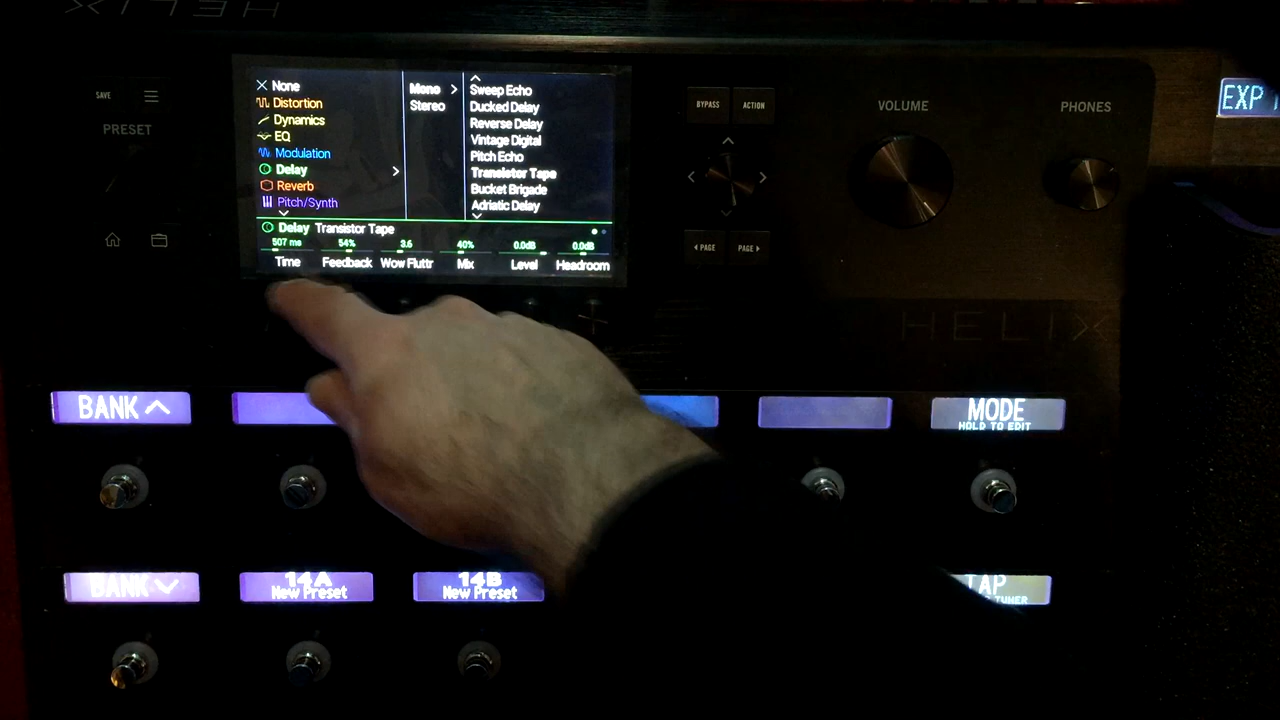 HELIX
SAVE
PRESET
None
Distortion
Dynamics
EQ
Modulation
Delay
Reverb
Pitch/Synth
Mono
Stereo
Sweep Echo
Ducked Delay
Reverse Delay
Vintage Digital
Pitch Echo
Transistor Tape
Bucket Brigade
Adriatic Delay
Delay Transistor Tape
507 ms 54% 3.6 40% 0.0dB 0.0dB
Time Feedback Wow Fluttr Mix Level Headroom
BYPASS ACTION
PAGE PAGE
VOLUME
PHONES
EXP
HELIX
BANK
MODE
HOLD TO EDIT
BANK
14A
New Preset
14B
New Preset
TAP
TUNER